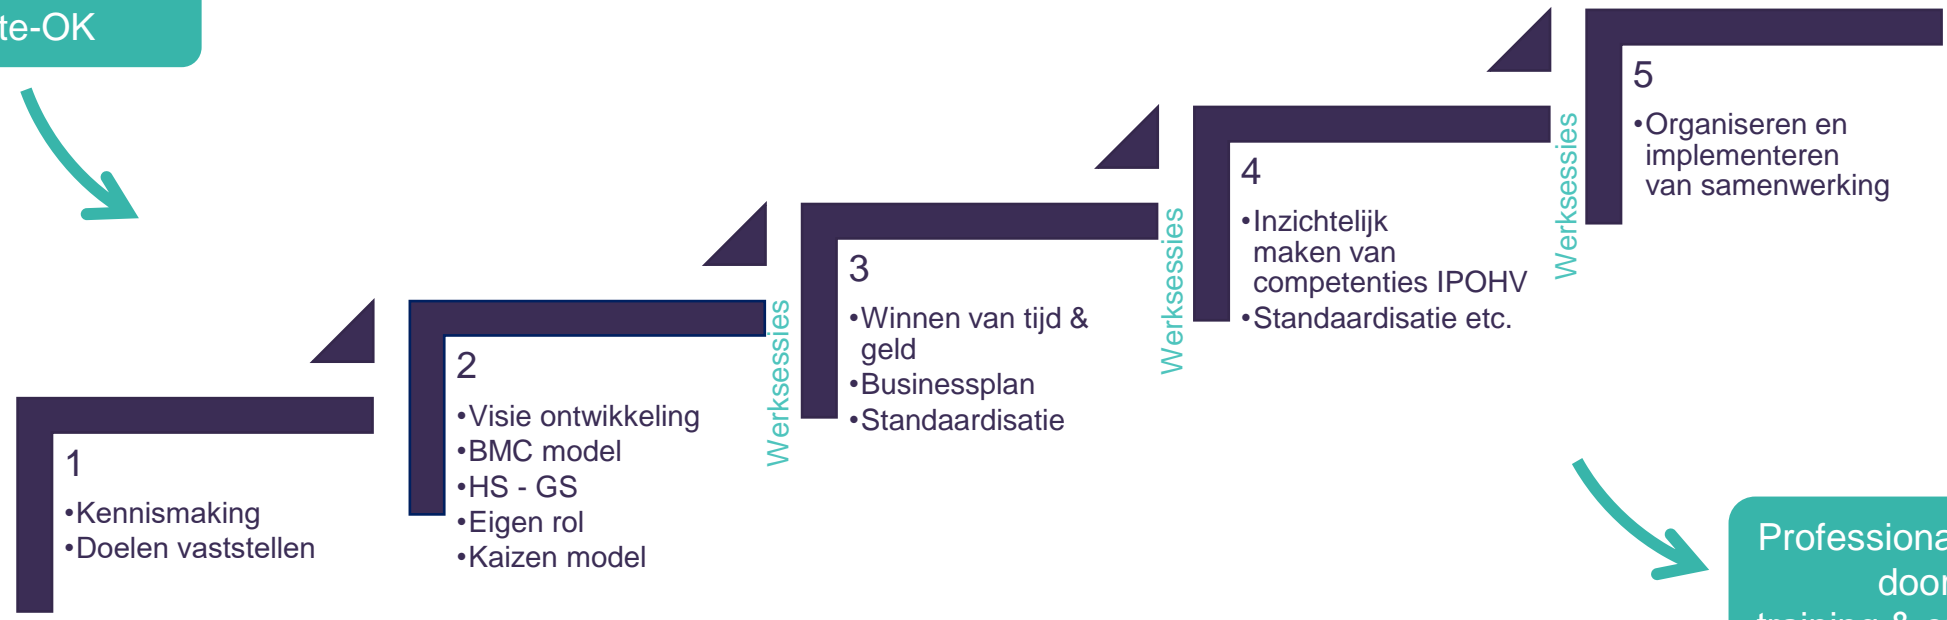 te-OK
1
•Kennismaking
•Doelen vaststellen
2
•Visie ontwikkeling
•BMC model
•HS - GS
•Eigen rol
•Kaizen model
Werksessies
3
•Winnen van tijd &
geld
•Businessplan
•Standaardisatie
Werksessies
4
•Inzichtelijk
maken van
competenties IPOHV
•Standaardisatie etc.
Werksessies
5
•Organiseren en
implementeren
van samenwerking
Professiona
door
training &